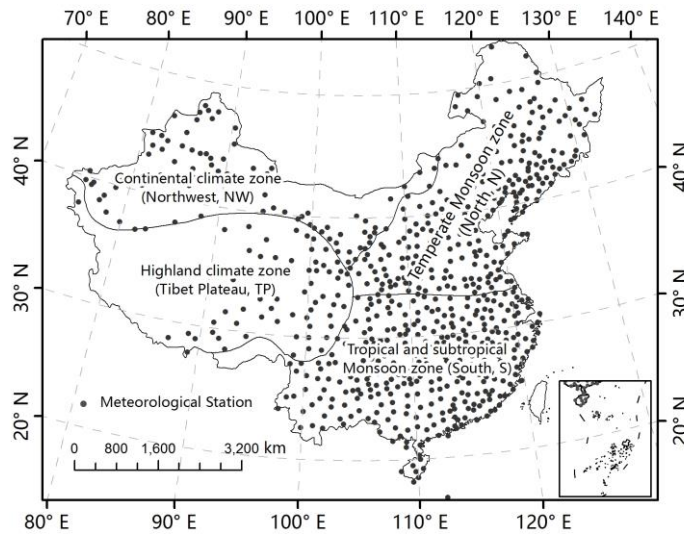 70° E 80° E 90° E 100° E 110° E 120° E 130° E 140° E
40° N
30° N
20° N
Continental climate zone
(Northwest, NW)
Highland climate zone
(Tibet Plateau, TP)
Temperate Monsoon zone
(North, N)
Tropical and subtropical
Monsoon zone (South, S)
Meteorological Station
0 800 1,600 3,200 km
40° N
30° N
20° N
80° E 90° E 100° E 110° E 120° E